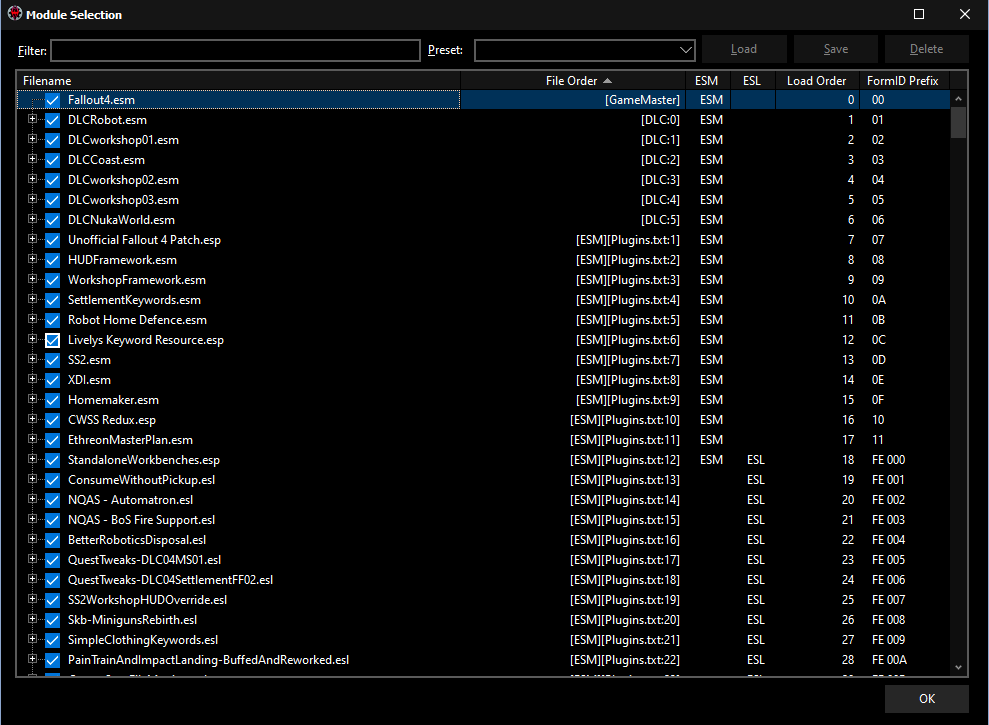 Module Selection
Filter: Preset: Load Save Delete
Filename File Order ESM ESL Load Order FormID Prefix
Fallout4.esm [GameMaster] ESM 0 00
DLCRobot.esm [DLC:0] ESM 1 01
DLCworkshop01.esm [DLC:1] ESM 2 02
DLCCoast.esm [DLC:2] ESM 3 03
DLCworkshop02.esm [DLC:3] ESM 4 04
DLCworkshop03.esm [DLC:4] ESM 5 05
DLCNukaWorld.esm [DLC:5] ESM 6 06
Unofficial Fallout 4 Patch.esp [ESM][Plugins.txt:1] ESM 7 07
HUDFramework.esm [ESM][Plugins.txt:2] ESM 8 08
WorkshopFramework.esm [ESM][Plugins.txt:3] ESM 9 09
SettlementKeywords.esm [ESM][Plugins.txt:4] ESM 10 0A
Robot Home Defence.esm [ESM][Plugins.txt:5] ESM 11 0B
Livelys Keyword Resource.esp [ESM][Plugins.txt:6] ESM 12 0C
SS2.esm [ESM][Plugins.txt:7] ESM 13 0D
XDI.esm [ESM][Plugins.txt:8] ESM 14 0E
Homemaker.esm [ESM][Plugins.txt:9] ESM 15 0F
CWSS Redux.esp [ESM][Plugins.txt:10] ESM 16 10
EthreonMasterPlan.esm [ESM][Plugins.txt:11] ESM 17 11
StandaloneWorkbenches.esp [ESM][Plugins.txt:12] ESM ESL 18 FE 000
ConsumeWithoutPickup.esl [ESM][Plugins.txt:13] ESL 19 FE 001
NQAS - Automatron.esl [ESM][Plugins.txt:14] ESL 20 FE 002
NQAS - BoS Fire Support.esl [ESM][Plugins.txt:15] ESL 21 FE 003
BetterRoboticsDisposal.esl [ESM][Plugins.txt:16] ESL 22 FE 004
QuestTweaks-DLC04MS01.esl [ESM][Plugins.txt:17] ESL 23 FE 005
QuestTweaks-DLC04SettlementFF02.esl [ESM][Plugins.txt:18] ESL 24 FE 006
SS2WorkshopHUDOverride.esl [ESM][Plugins.txt:19] ESL 25 FE 007
Skb-MinigunsRebirth.esl [ESM][Plugins.txt:20] ESL 26 FE 008
SimpleClothingKeywords.esl [ESM][Plugins.txt:21] ESL 27 FE 009
PainTrainAndImpactLanding-BuffedAndReworked.esl [ESM][Plugins.txt:22] ESL 28 FE 00A
OK